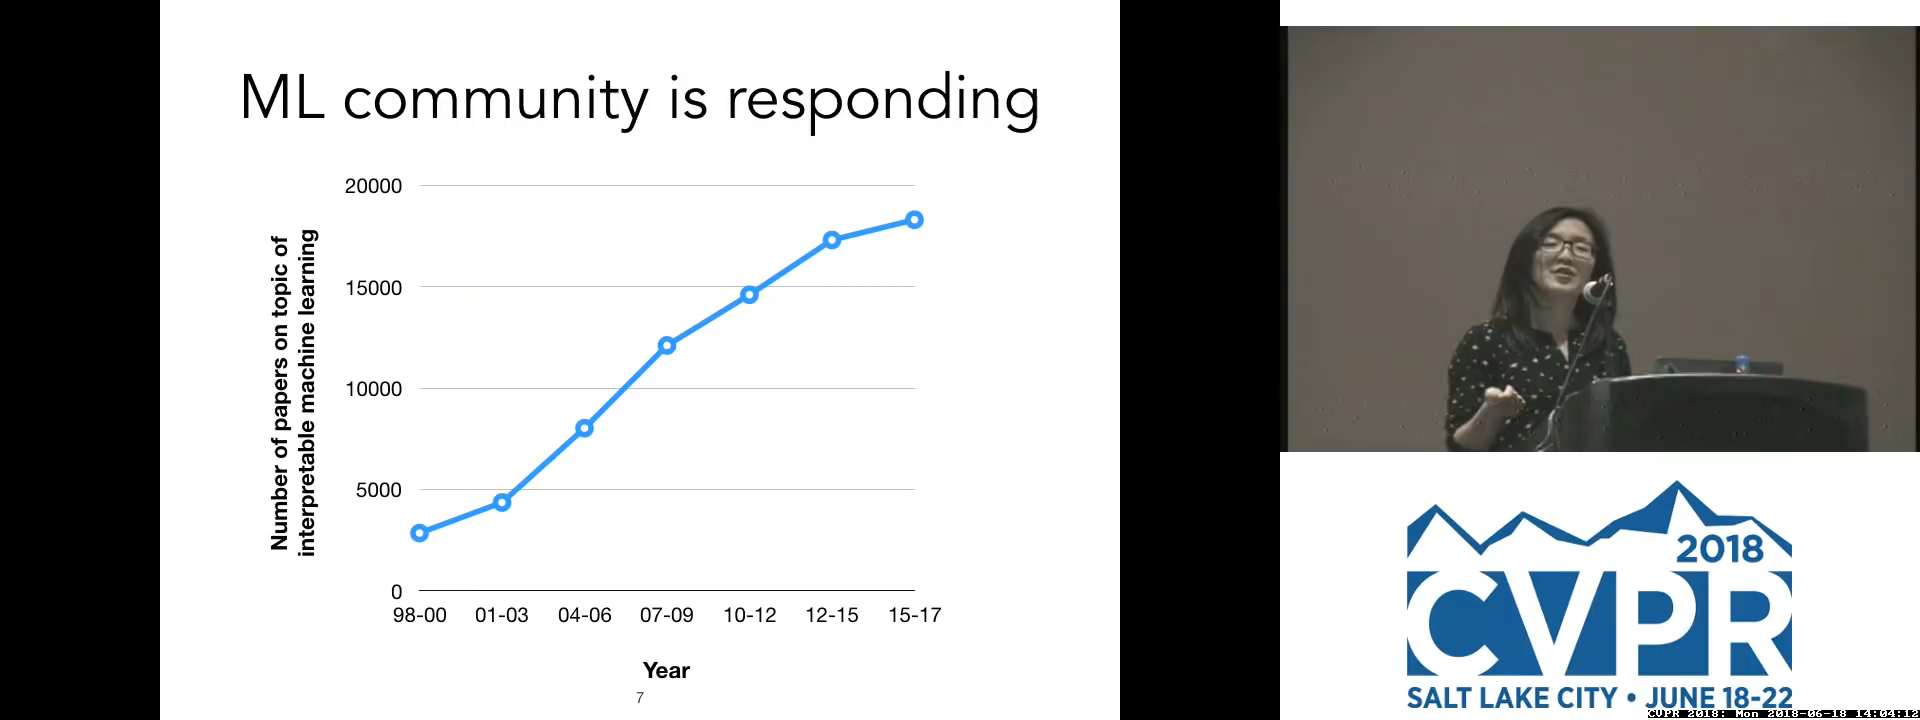 ML community is responding
Number of papers on topic of
interpretable machine learning
20000
15000
10000
5000
0
98-00
01-03
04-06
07-09
10-12
12-15
15-17
Year
7
2018
CVPR
SALT LAKE CITY • JUNE 18-22
CVPR 2018: Mon 2018-06-18 14:04:12